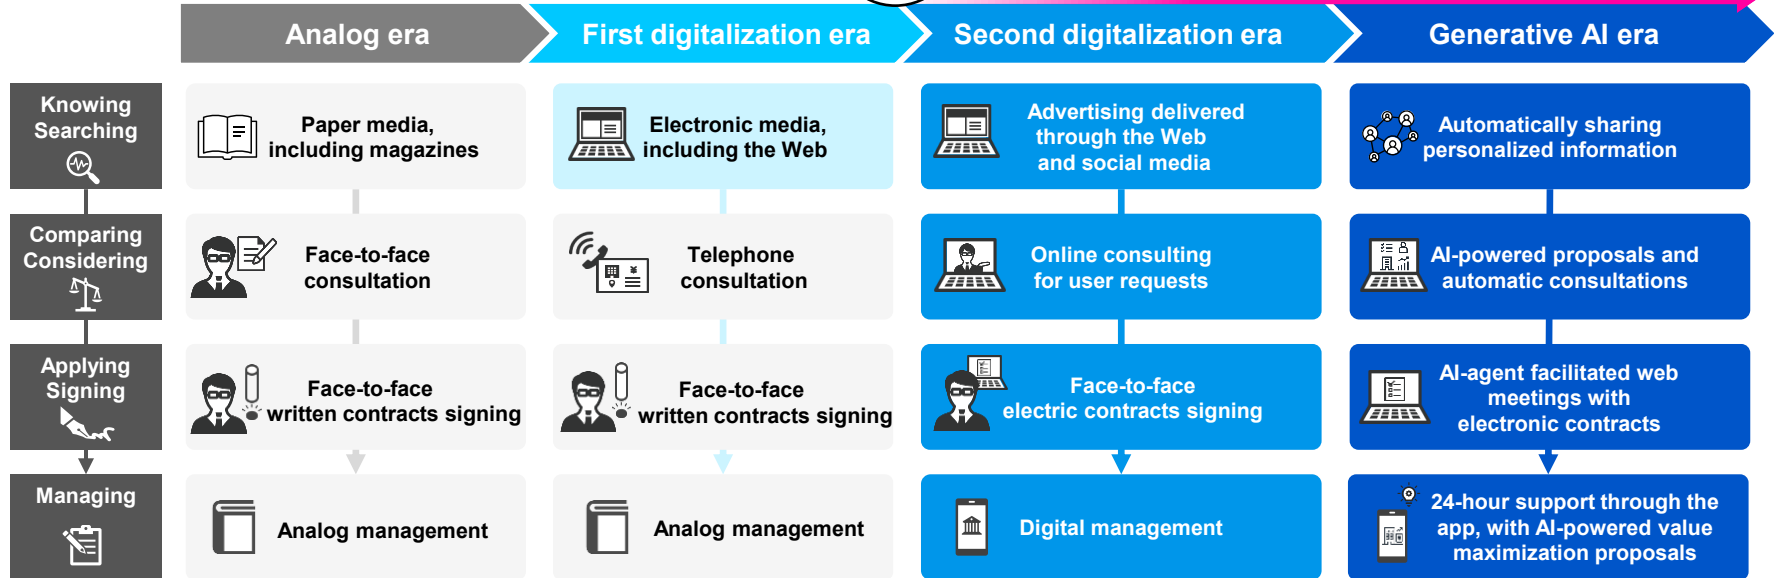 Analog era
First digitalization era
Second digitalization era
Generative AI era
Knowing
Searching
Paper media,
including magazines
Electronic media,
including the Web
Advertising delivered
through the Web
and social media
Automatically sharing
personalized information
Comparing
Considering
Face-to-face
consultation
Telephone
consultation
Online consulting
for user requests
AI-powered proposals and
automatic consultations
Applying
Signing
Face-to-face
written contracts signing
Face-to-face
written contracts signing
Face-to-face
electric contracts signing
AI-agent facilitated web
meetings with
electronic contracts
Managing
Analog management
Analog management
Digital management
24-hour support through the
app, with AI-powered value
maximization proposals